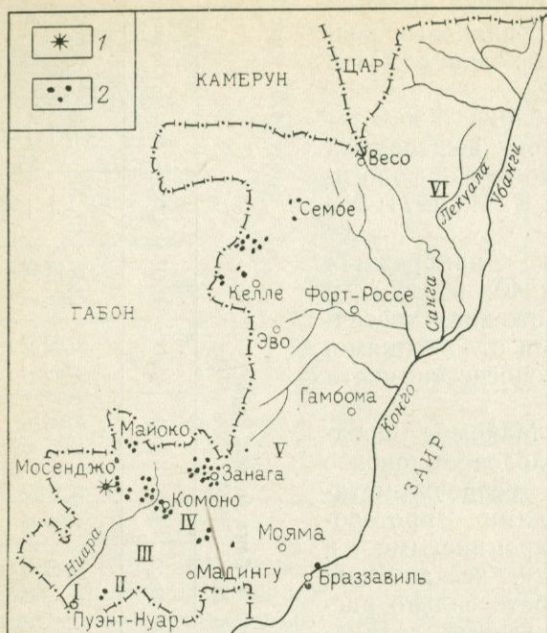 1
2
КАМЕРУН
ЦАР
Весо
VI
Ликуала
Убанги
Сембе
Санга
Келле
Форт-Россе
ГАБОН
Эво
Гамбома
Конго
ЗАИР
Майоко
V
Мосенджо
Занага
Комоно
IV
Мояма
Ниара
III
Мадингу
Браззавиль
II
I
I
Пуэнт-Нуар